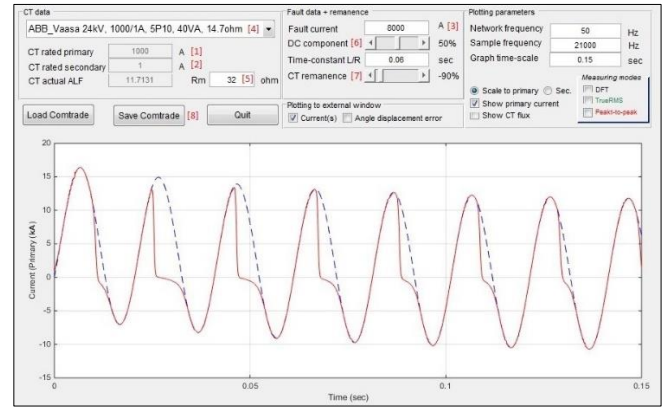 CT data
ABB_Vaasa 24kV, 1000/1A, 5P10, 40VA, 14.7ohm [4]
CT rated primary 1000 A [1]
CT rated secondary 1 A [2]
CT actual ALF 11.7131 Rm 32 [5] ohm
Fault data + remanence
Fault current 8000 A [3]
DC component [6] 50%
Time-constant L/R 0.06 sec
CT remanence [7] -90%
Plotting parameters
Network frequency 50 Hz
Sample frequency 21000 Hz
Graph time-scale 0.15 sec
Scale to primary Sec.
Show primary current
Show CT flux
Measuring modes
DFT
TrueRMS
Peak-to-peak
Load Comtrade Save Comtrade [8] Quit
Plotting to external window
Current(s) Angle displacement error
20
15
10
5
0
-5
-10
-15
Current (Primary (kA)
0 0.05 0.1 0.15
Time (sec)